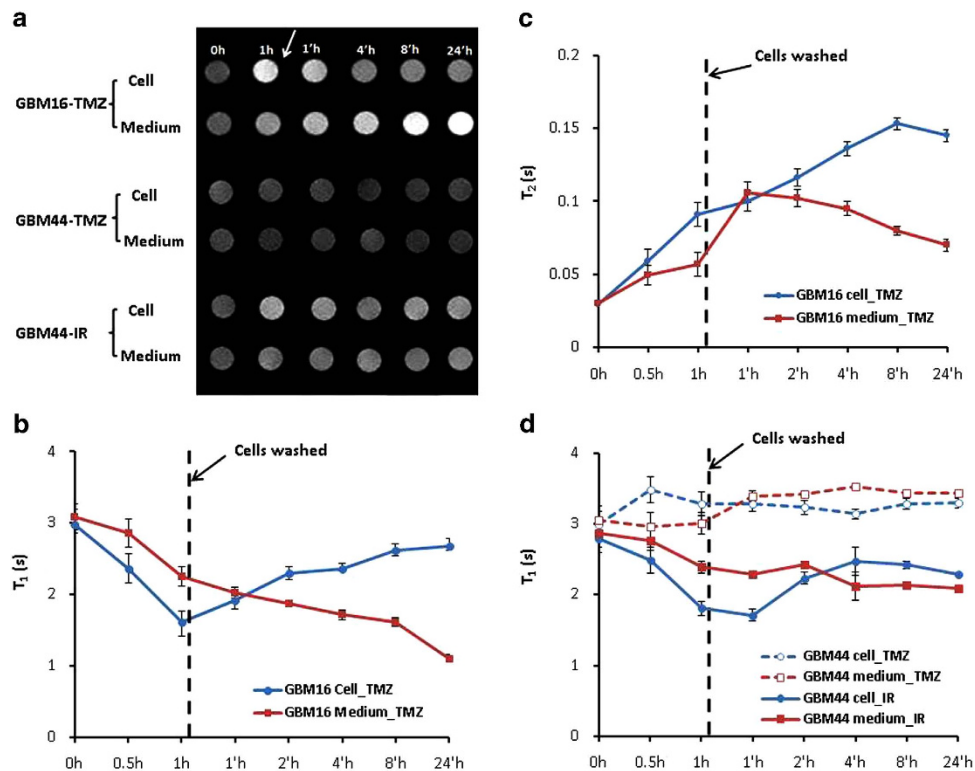 a
0h 1h 1'h 4'h 8'h 24'h
GBM16-TMZ
Cell
Medium
GBM44-TMZ
Cell
Medium
GBM44-IR
Cell
Medium
b
T1 (s)
4
3
2
1
0
Cells washed
GBM16 Cell_TMZ
GBM16 Medium_TMZ
0h 0.5h 1h 1'h 2'h 4'h 8'h 24'h
c
T2 (s)
0.2
0.15
0.1
0.05
0
Cells washed
GBM16 cell_TMZ
GBM16 medium_TMZ
0h 0.5h 1h 1'h 2'h 4'h 8'h 24'h
d
T1 (s)
4
3
2
1
0
Cells washed
GBM44 cell_TMZ
GBM44 medium_TMZ
GBM44 cell_IR
GBM44 medium_IR
0h 0.5h 1h 1'h 2'h 4'h 8'h 24'h